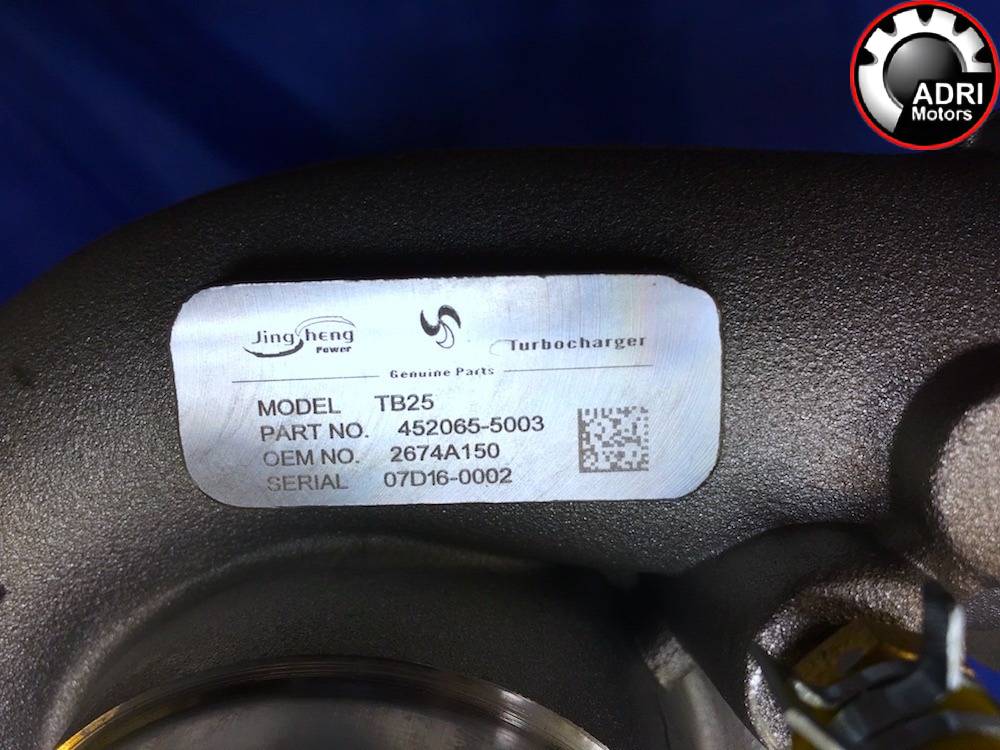 ADRI
Motors
JingSheng
Power
Turbocharger
Genuine Parts
MODEL TB25
PART NO. 452065-5003
OEM NO. 2674A150
SERIAL 07D16-0002